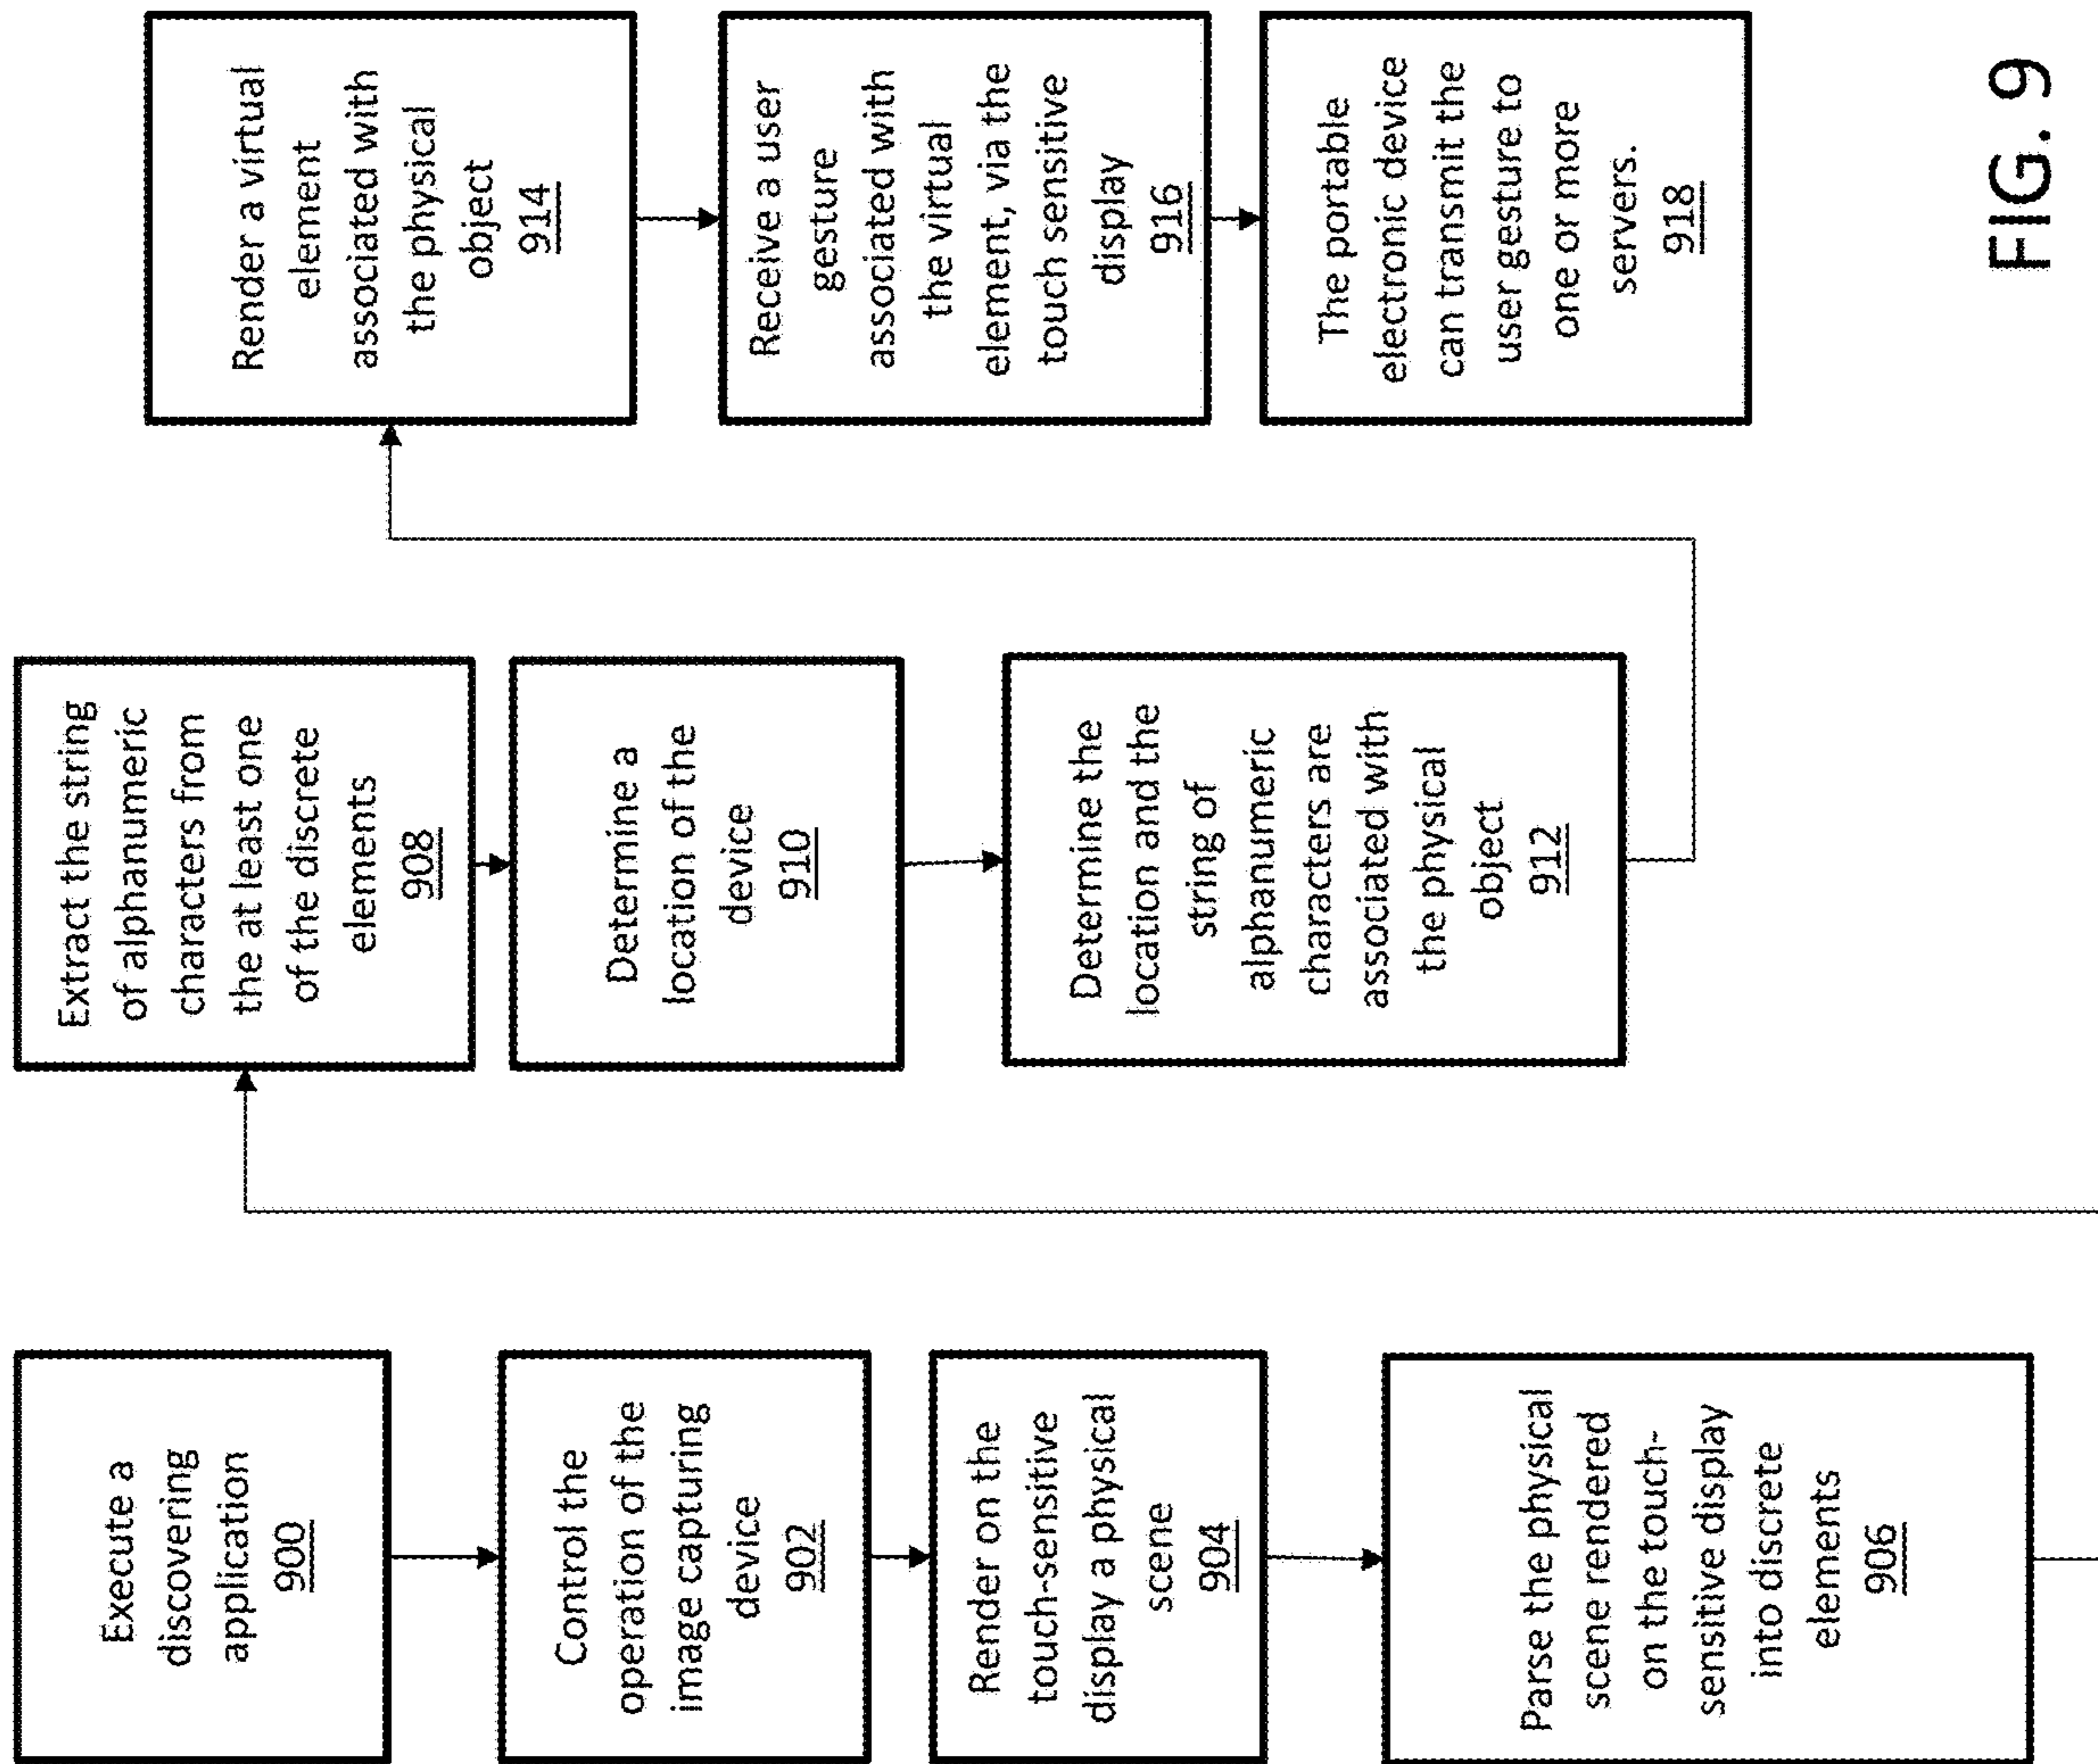 Execute a
discovering
application
900
Control the
operation of the
image capturing
device
902
Render on the
touch-sensitive
display a physical
scene
904
Parse the physical
scene rendered
on the touch-
sensitive display
into discrete
elements
906
Extract the string
of alphanumeric
characters from
the at least one
of the discrete
elements
908
Determine a
location of the
device
910
Determine the
location and the
string of
alphanumeric
characters are
associated with
the physical
object
912
Render a virtual
element
associated with
the physical
object
914
Receive a user
gesture
associated with
the virtual
element, via the
touch sensitive
display
916
The portable
electronic device
can transmit the
user gesture to
one or more
servers.
918
FIG. 9